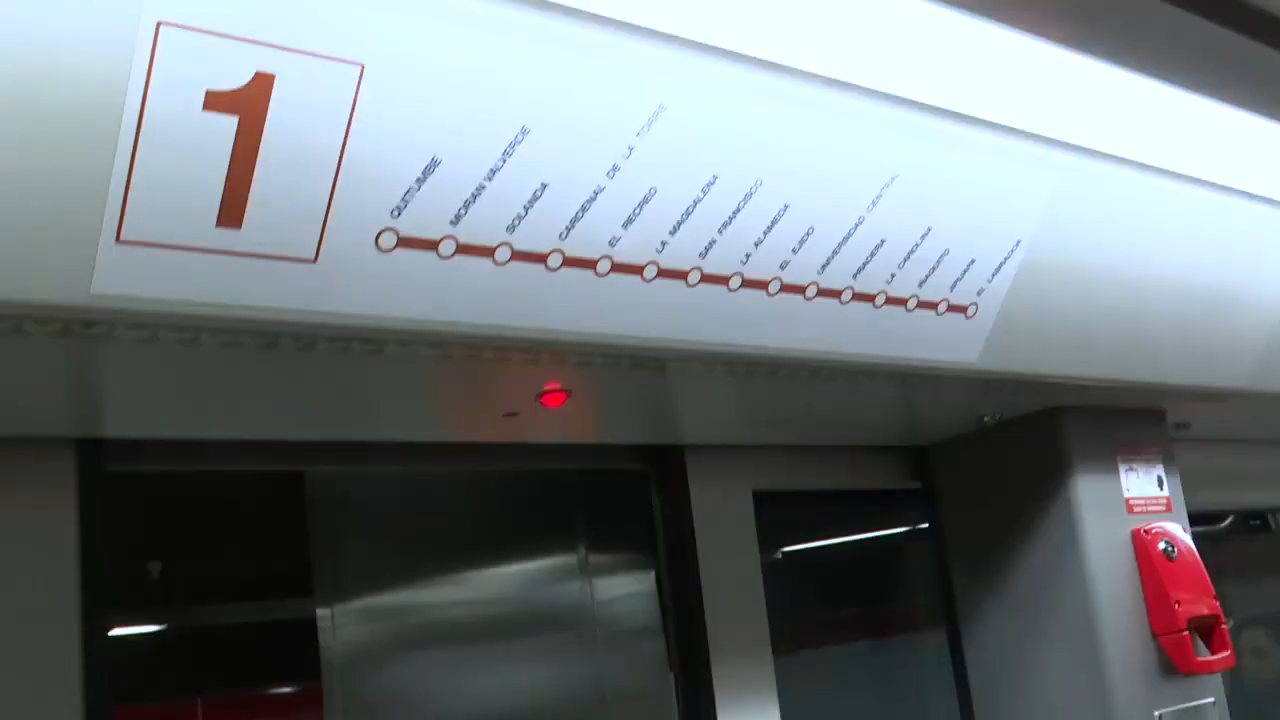 1
QUITUMBE
MORAN VALVERDE
SOLANDA
CARDENAL DE LA TORRE
EL RECREO
LA MAGDALENA
SAN FRANCISCO
LA ALAMEDA
EL EJIDO
UNIVERSIDAD CENTRAL
PRADERA
LA CAROLINA
IÑAQUITO
JIPIJAPA
EL LABRADOR